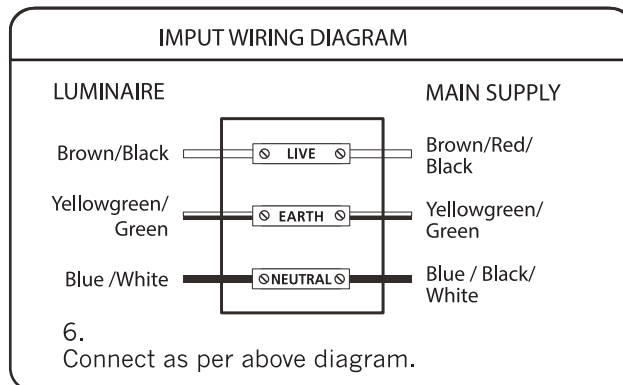 IMPUT WIRING DIAGRAM
LUMINAIRE
MAIN SUPPLY
Brown/Black
LIVE
Brown/Red/
Black
Yellowgreen/
Green
EARTH
Yellowgreen/
Green
Blue /White
NEUTRAL
Blue / Black/
White
6.
Connect as per above diagram.